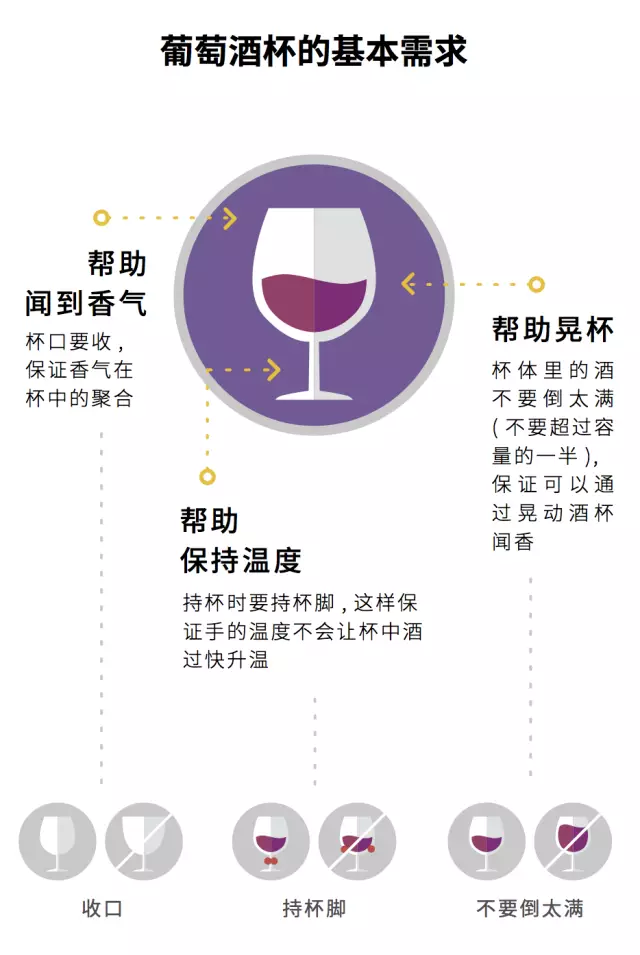 葡萄酒杯的基本需求
帮助
闻到香气
杯口要收，
保证香气在
杯中的聚合
帮助晃杯
杯体里的酒
不要倒太满
(不要超过容
量的一半),
保证可以通
过晃动酒杯
闻香
帮助
保持温度
持杯时要持杯脚,这样保
证手的温度不会让杯中酒
过快升温
收口
持杯脚
不要倒太满